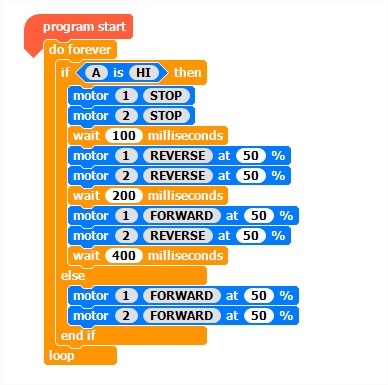 program start
do forever
if A is HI then
motor 1 STOP
motor 2 STOP
wait 100 milliseconds
motor 1 REVERSE at 50 %
motor 2 REVERSE at 50 %
wait 200 milliseconds
motor 1 FORWARD at 50 %
motor 2 REVERSE at 50 %
wait 400 milliseconds
else
motor 1 FORWARD at 50 %
motor 2 FORWARD at 50 %
end if
loop